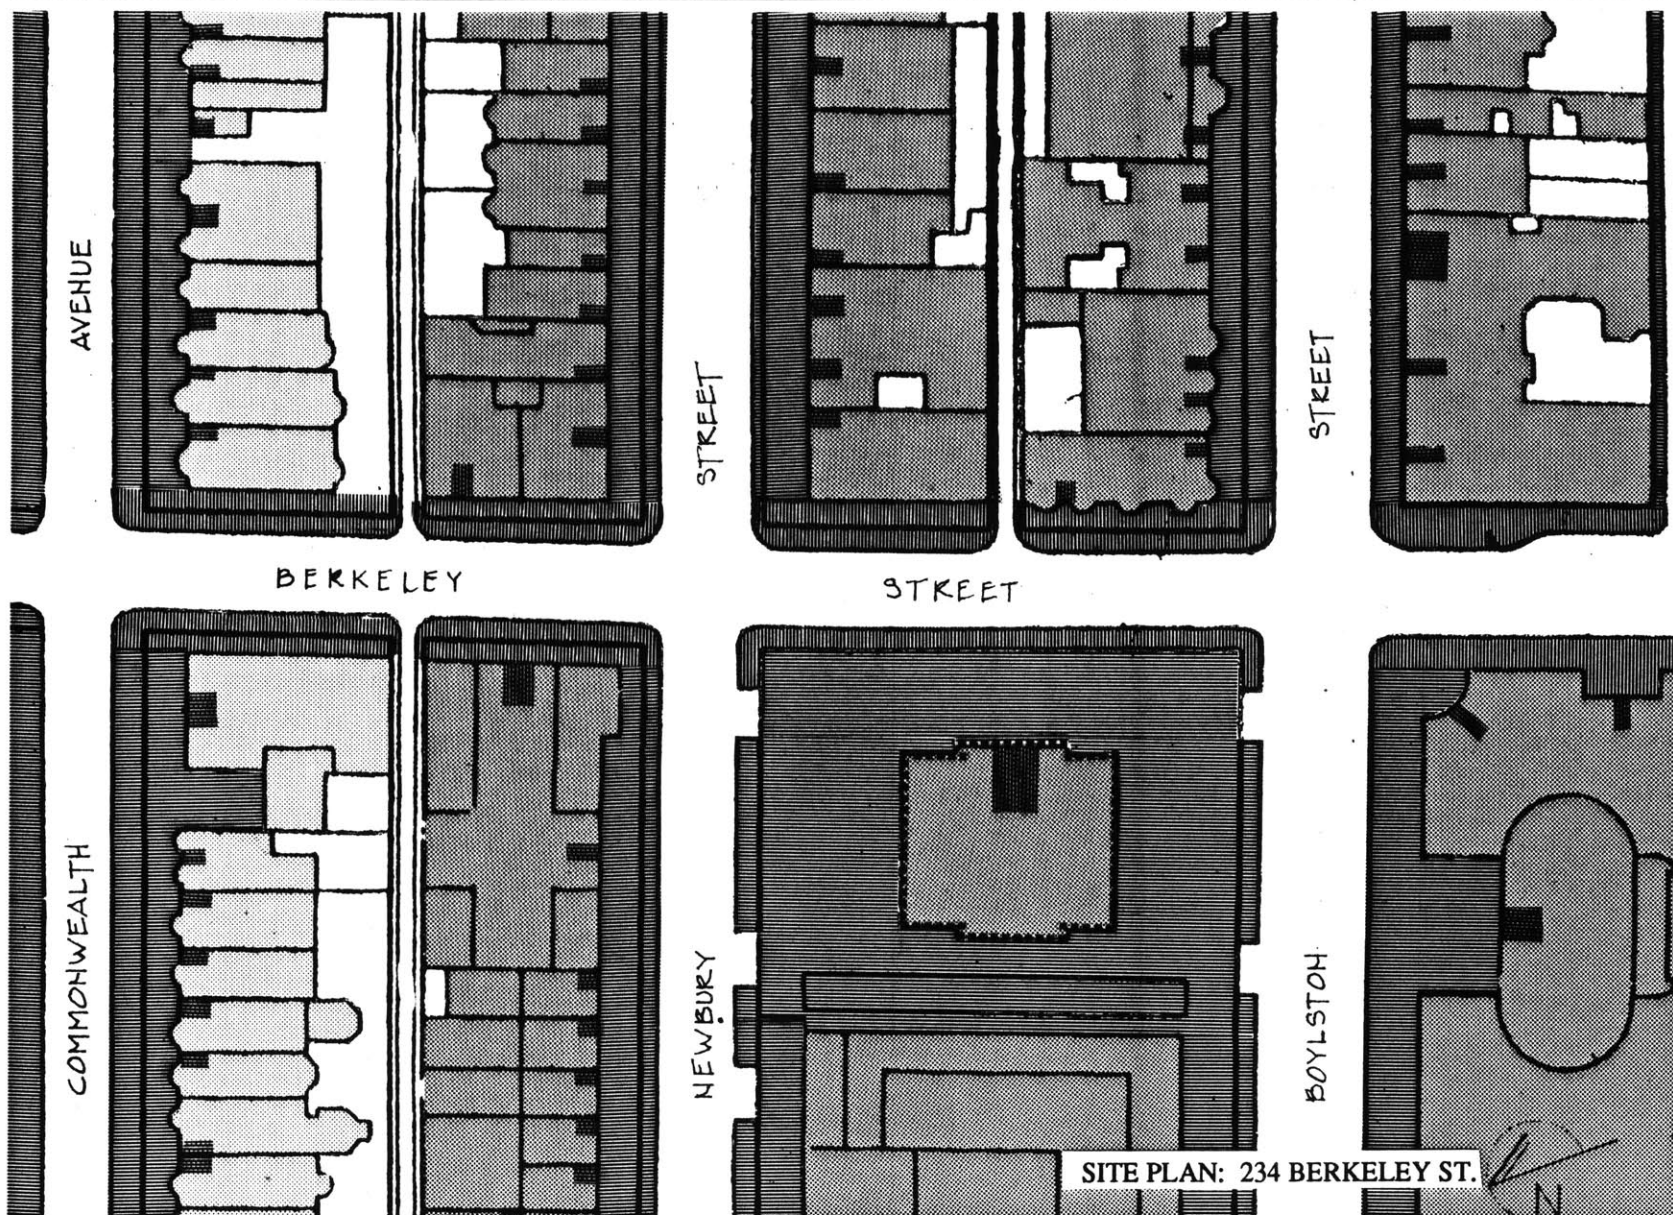 AVENUE
STREET
STREET
BERKELEY STREET
COMMONWEALTH
NEWBURY
BOYLSTON
SITE PLAN: 234 BERKELEY ST.
N